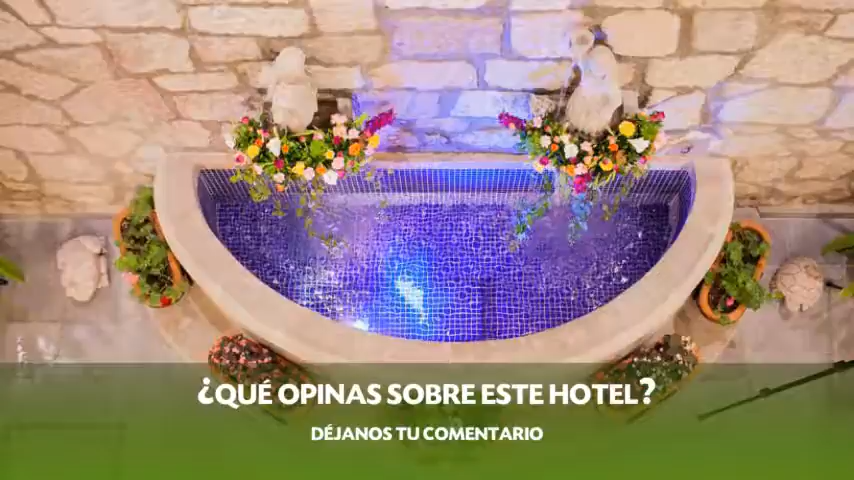 ¿QUÉ OPINAS SOBRE ESTE HOTEL?
DÉJANOS TU COMENTARIO